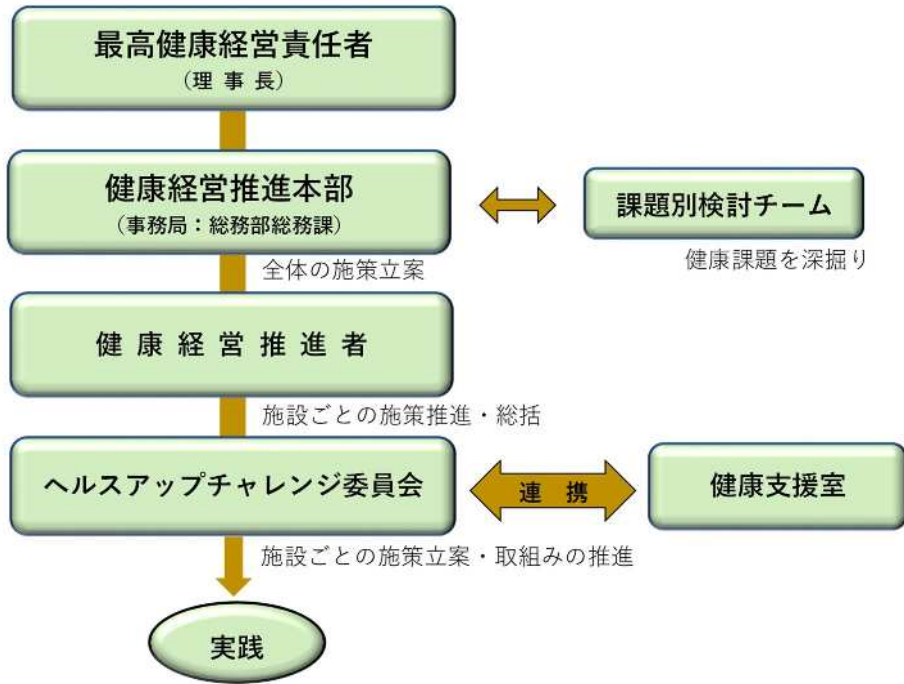 最高健康経営責任者
（理 事 長）
健康経営推進本部
（事務局：総務部総務課）
課題別検討チーム
全体の施策立案
健康課題を深掘り
健 康 経 営 推 進 者
施設ごとの施策推進・総括
ヘルスアップチャレンジ委員会
連 携
健康支援室
施設ごとの施策立案・取組みの推進
実践